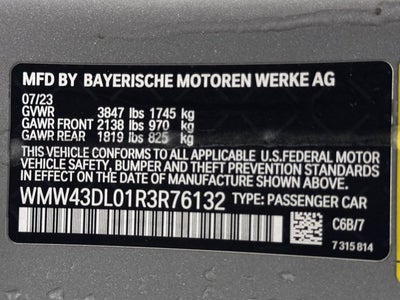 MFD BY BAYERISCHE MOTOREN WERKE AG
07/23
GVWR 3847 lbs 1745 kg
GAWR FRONT 2138 lbs 970 kg
GAWR REAR 1819 lbs 825 kg
THIS VEHICLE CONFORMS TO ALL APPLICABLE U.S.FEDERAL MOTOR
VEHICLE SAFETY, BUMPER, AND THEFT PREVENTION STANDARDS
IN EFFECT ON THE DATE OF MANUFACTURE SHOWN ABOVE.
WMW43DL01R3R76132 TYPE: PASSENGER CAR
C6B/7
7 315 814